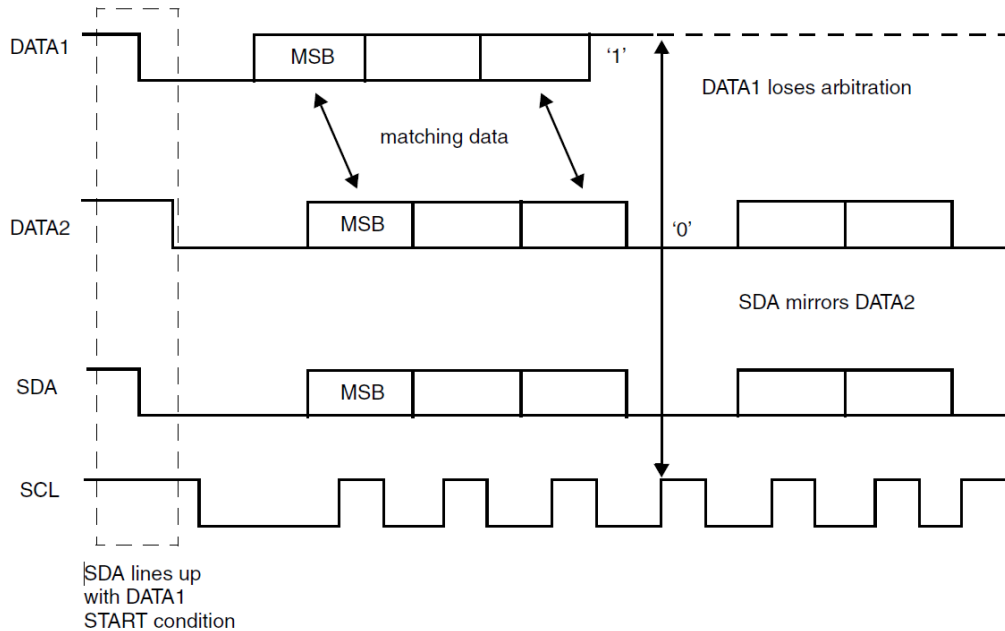 DATA1
MSB
‘1’
DATA1 loses arbitration
matching data
DATA2
MSB
‘0’
SDA mirrors DATA2
SDA
MSB
SCL
SDA lines up
with DATA1
START condition